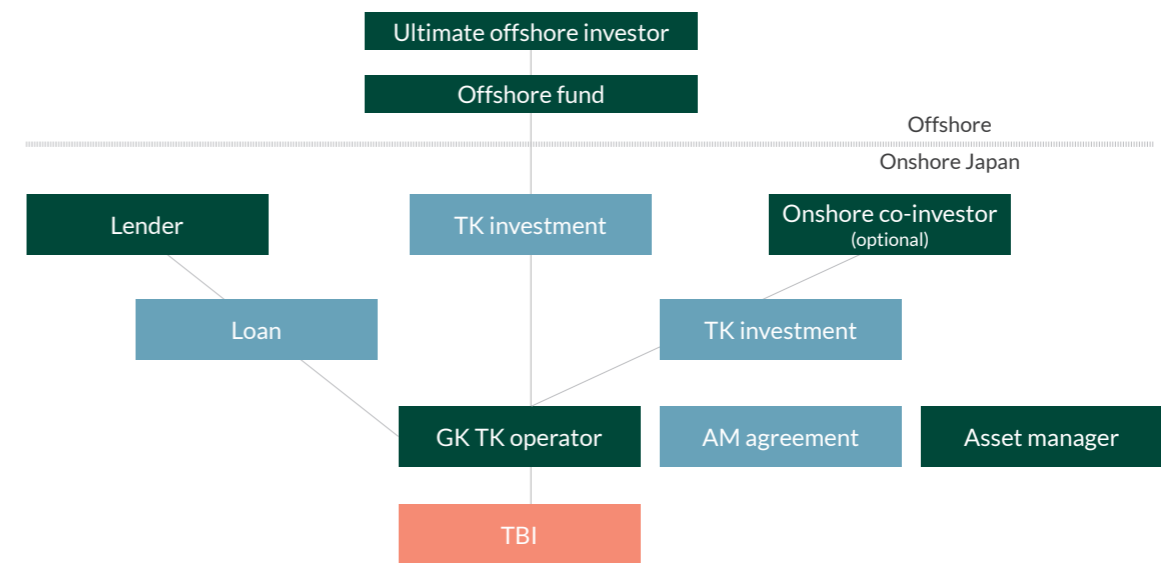 Ultimate offshore investor
Offshore fund
Offshore
Onshore Japan
Lender
TK investment
Onshore co-investor
(optional)
Loan
TK investment
GK TK operator
AM agreement
Asset manager
TBI